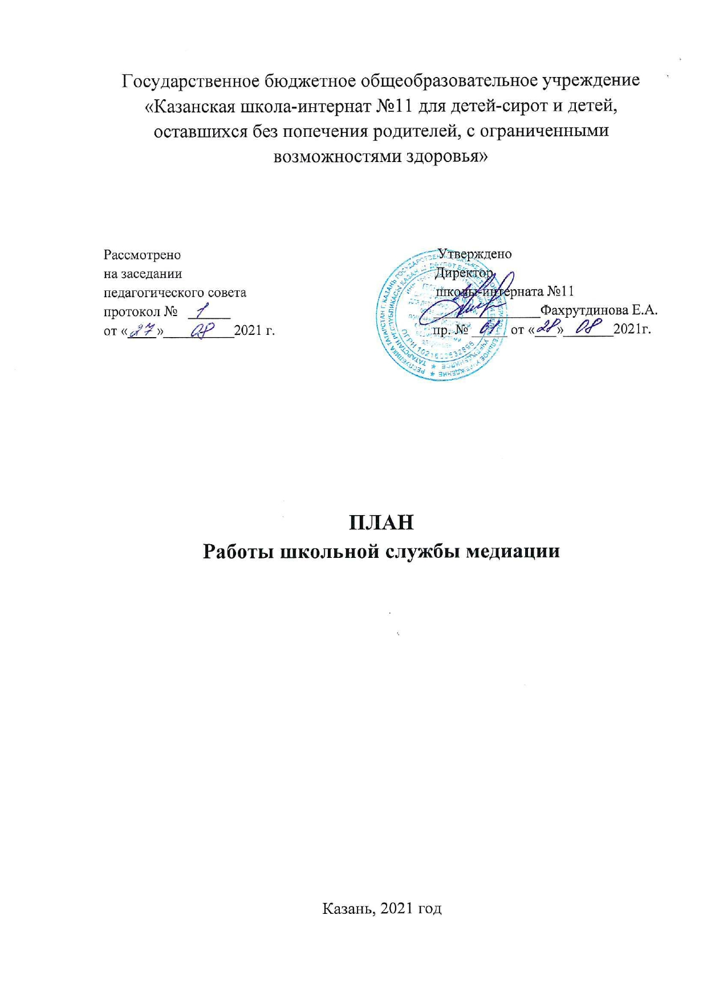 Государственное бюджетное общеобразовательное учреждение
«Казанская школа-интернат №11 для детей-сирот и детей,
оставшихся без попечения родителей, с ограниченными
возможностями здоровья»
Рассмотрено
на заседании
педагогического совета
протокол № 1
от «27» 08 2021 г.
Утверждено
Директор
школы-интерната №11
Фахрутдинова Е.А.
пр. № 61 от «28» 08 2021г.
ПЛАН
Работы школьной службы медиации
Казань, 2021 год